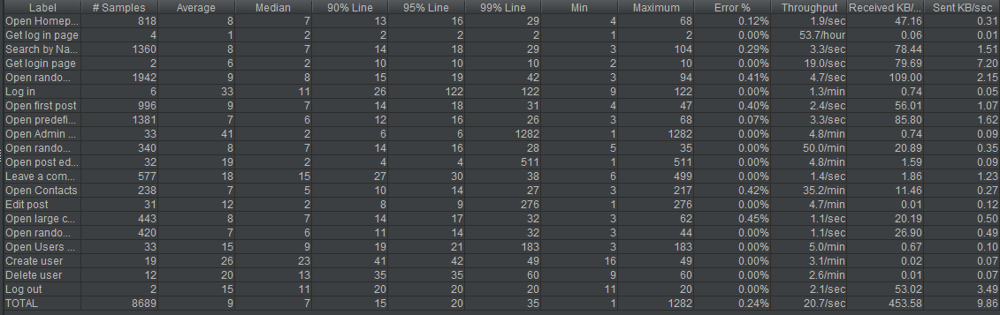 Label # Samples Average Median 90% Line 95% Line 99% Line Min Maximum Error % Throughput Received KB/... Sent KB/sec
Open Homep... 818 8 7 13 16 29 4 68 0.12% 1.9/sec 47.16 0.31
Get log in page 4 1 2 2 2 2 1 2 0.00% 53.7/hour 0.06 0.01
Search by Na... 1360 8 7 14 18 29 3 104 0.29% 3.3/sec 78.44 1.51
Get login page 2 6 2 10 10 10 2 10 0.00% 19.0/sec 79.69 7.20
Open rando... 1942 9 8 15 19 42 3 94 0.41% 4.7/sec 109.00 2.15
Log in 6 33 11 26 122 122 9 122 0.00% 1.3/min 0.74 0.05
Open first post 996 9 7 14 18 31 4 47 0.40% 2.4/sec 56.01 1.07
Open predefi... 1381 7 6 12 16 26 3 68 0.07% 3.3/sec 85.80 1.62
Open Admin ... 33 41 2 6 6 1282 1 1282 0.00% 4.8/min 0.74 0.09
Open rando... 340 8 7 14 16 28 5 35 0.00% 50.0/min 20.89 0.35
Open post ed... 32 19 2 4 4 511 1 511 0.00% 4.8/min 1.59 0.09
Leave a com... 577 18 15 27 30 38 6 499 0.00% 1.4/sec 1.86 1.23
Open Contacts 238 7 5 10 14 27 3 217 0.42% 35.2/min 11.46 0.27
Edit post 31 12 2 8 9 276 1 276 0.00% 4.7/min 0.01 0.12
Open large c... 443 8 7 14 17 32 3 62 0.45% 1.1/sec 20.19 0.50
Open rando... 420 7 6 11 14 32 3 44 0.00% 1.1/sec 26.90 0.49
Open Users ... 33 15 9 19 21 183 3 183 0.00% 5.0/min 0.67 0.10
Create user 19 26 23 41 42 49 16 49 0.00% 3.1/min 0.02 0.07
Delete user 12 20 13 35 35 60 9 60 0.00% 2.6/min 0.01 0.07
Log out 2 15 11 20 20 20 11 20 0.00% 2.1/sec 53.02 3.49
TOTAL 8689 9 7 15 20 35 1 1282 0.24% 20.7/sec 453.58 9.86